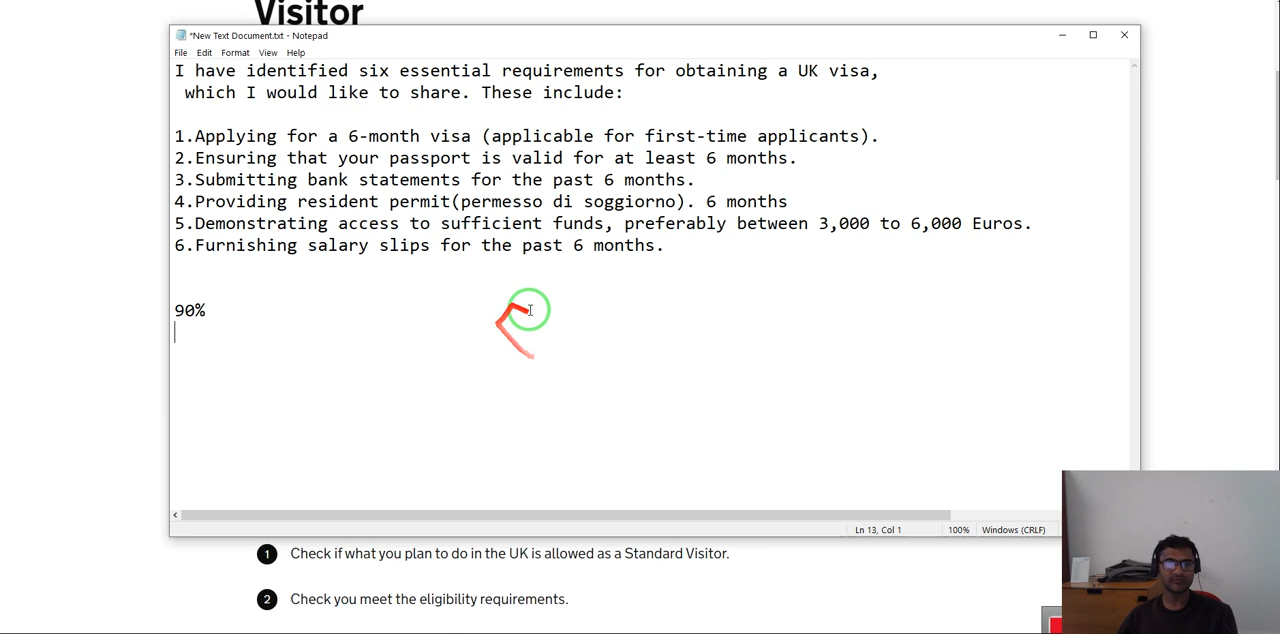 Visitor
*New Text Document.txt - Notepad
File Edit Format View Help
I have identified six essential requirements for obtaining a UK visa,
which I would like to share. These include:
1.Applying for a 6-month visa (applicable for first-time applicants).
2.Ensuring that your passport is valid for at least 6 months.
3.Submitting bank statements for the past 6 months.
4.Providing resident permit(permesso di soggiorno). 6 months
5.Demonstrating access to sufficient funds, preferably between 3,000 to 6,000 Euros.
6.Furnishing salary slips for the past 6 months.
90%
Ln 13, Col 1 100% Windows (CRLF)
1 Check if what you plan to do in the UK is allowed as a Standard Visitor.
2 Check you meet the eligibility requirements.